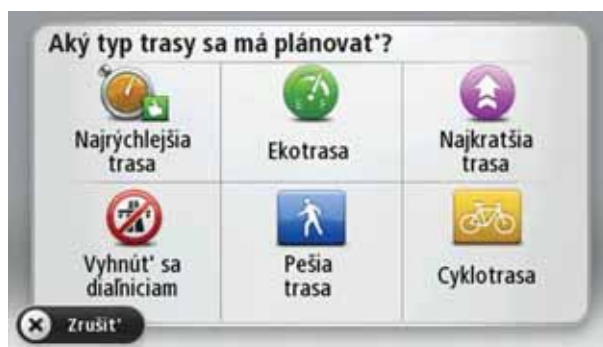 Aký typ trasy sa má plánovať?
Najrýchlejšia
trasa
Ekotrasa
Najkratšia
trasa
Vyhnúť sa
diaľniciam
Pešia
trasa
Cyklotrasa
Zrušiť